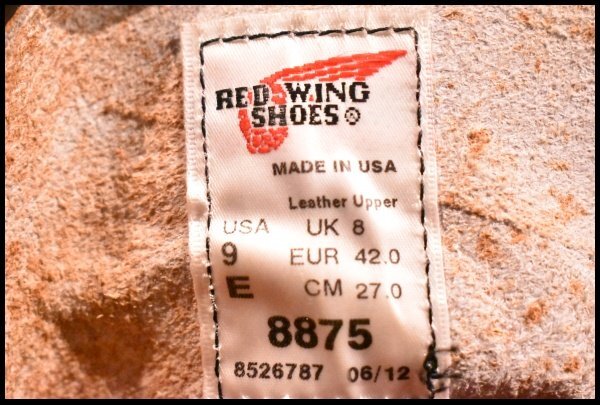 RED WING
SHOES ®
MADE IN USA
Leather Upper
USA UK 8
9 EUR 42.0
E CM 27.0
8875
8526787 06/12